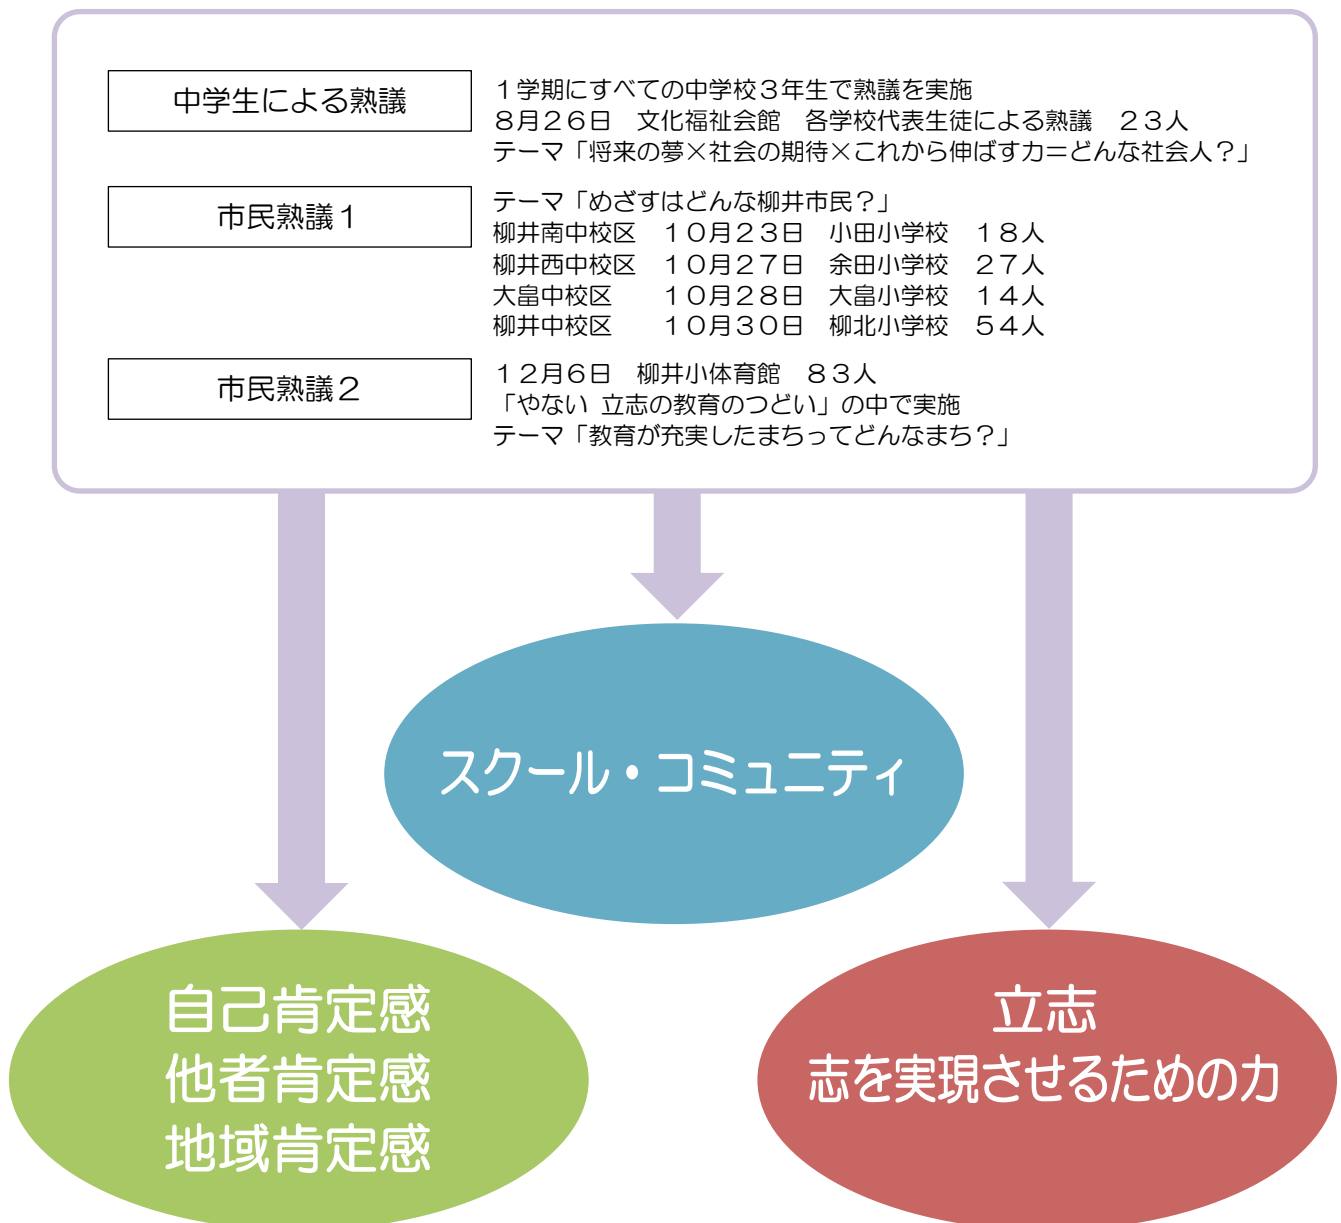 中学生による熟議
1学期にすべての中学校3年生で熟議を実施
8月26日　文化福祉会館　各学校代表生徒による熟議　23人
テーマ「将来の夢×社会の期待×これから伸ばす力＝どんな社会人？」
市民熟議1
テーマ「めざすはどんな柳井市民？」
柳井南中校区　10月23日　小田小学校　18人
柳井西中校区　10月27日　余田小学校　27人
大畠中校区　　10月28日　大畠小学校　14人
柳井中校区　　10月30日　柳北小学校　54人
市民熟議2
12月6日　柳井小体育館　83人
「やない 立志の教育のつどい」の中で実施
テーマ「教育が充実したまちってどんなまち？」
スクール・コミュニティ
自己肯定感
他者肯定感
地域肯定感
立志
志を実現させるための力